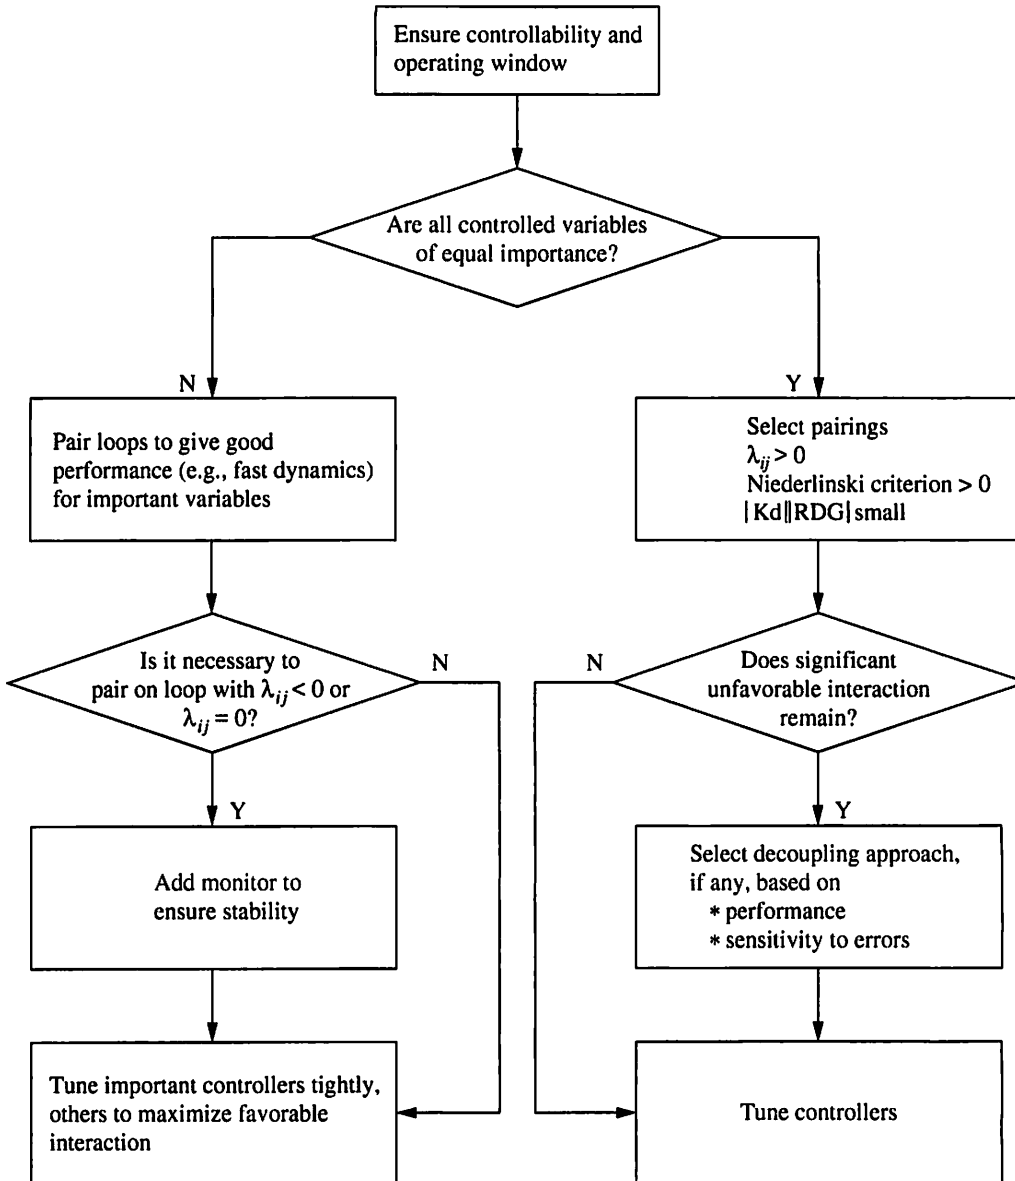 Ensure controllability and
operating window
Are all controlled variables
of equal importance?
N
Y
Pair loops to give good
performance (e.g., fast dynamics)
for important variables
Select pairings
λij > 0
Niederlinski criterion > 0
|Kd||RDG| small
Is it necessary to
pair on loop with λij < 0 or
λij = 0?
N
N
Does significant
unfavorable interaction
remain?
Y
Y
Add monitor to
ensure stability
Select decoupling approach,
if any, based on
* performance
* sensitivity to errors
Tune important controllers tightly,
others to maximize favorable
interaction
Tune controllers